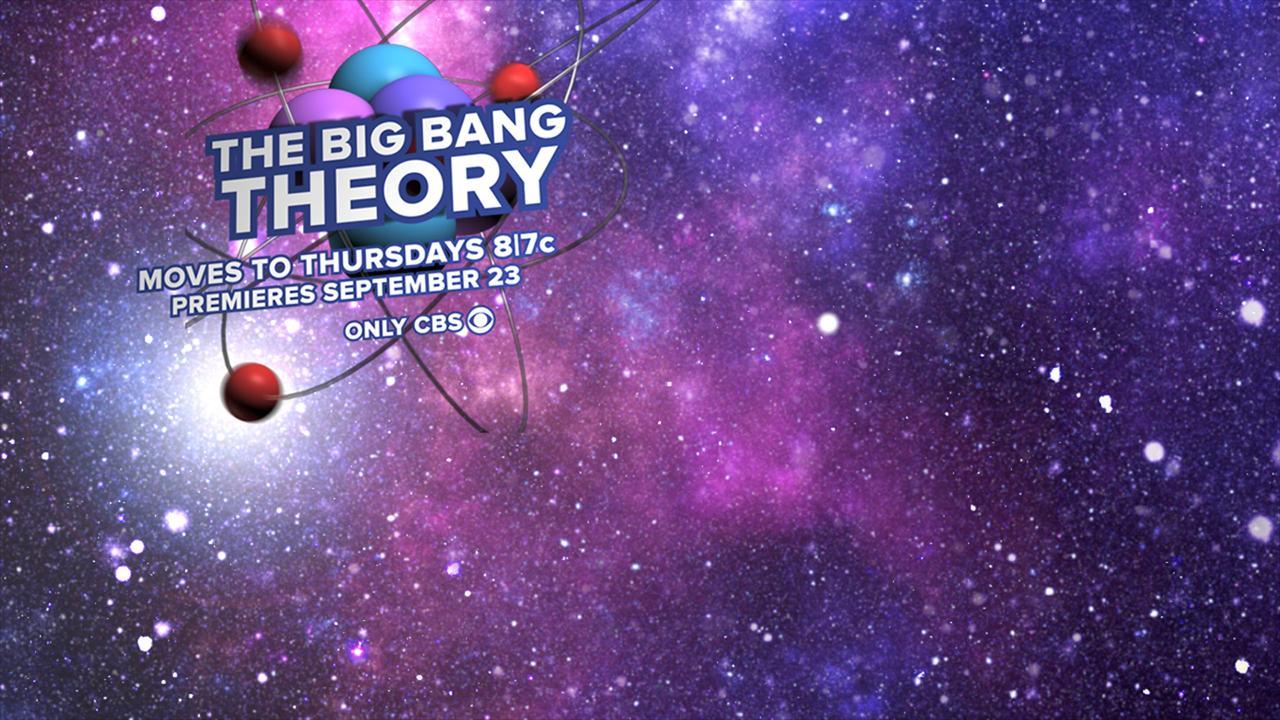 THE BIG BANG
THEORY
MOVES TO THURSDAYS 8|7c
PREMIERES SEPTEMBER 23
ONLY CBS